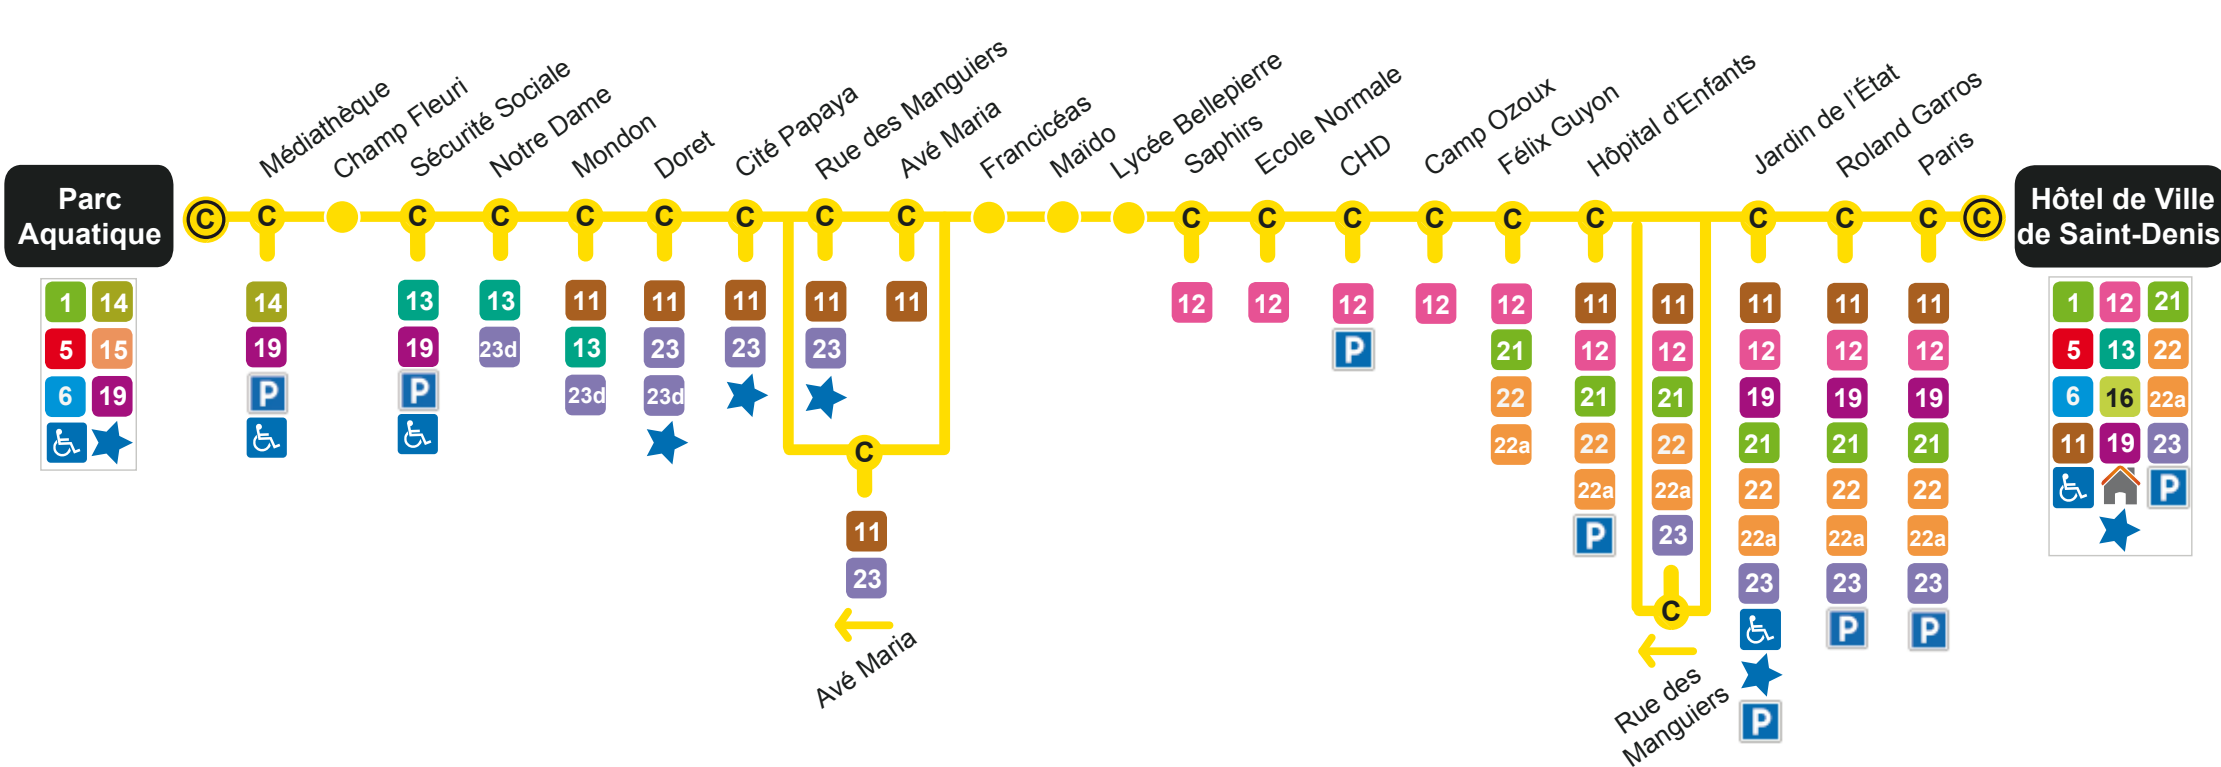 Médiathèque
Champ Fleuri
Sécurité Sociale
Notre Dame
Mondon
Doret
Cité Papaya
Rue des Manguiers
Avé Maria
Francicéas
Maïdo
Lycée Bellepierre
Saphirs
Ecole Normale
CHD
Camp Ozoux
Félix Guyon
Hôpital d'Enfants
Jardin de l'État
Roland Garros
Paris
Parc
Aquatique
C C C C C C C C C C C C C C C C C C C C
Hôtel de Ville
de Saint-Denis
1 14
5 15
6 19
14
19
P
13
19
P
13
23d
11
13
23d
11
23
23d
11
23
11
23
11
C
11
23
Avé Maria
12
12
12
P
12
12
21
22
22a
11
12
21
22
22a
P
11
12
21
22
22a
23
C
Rue des
Manguiers
11
12
19
21
22
22a
23
P
11
12
19
21
22
22a
23
P
11
12
19
21
22
22a
23
P
1 12 21
5 13 22
6 16 22a
11 19 23
P